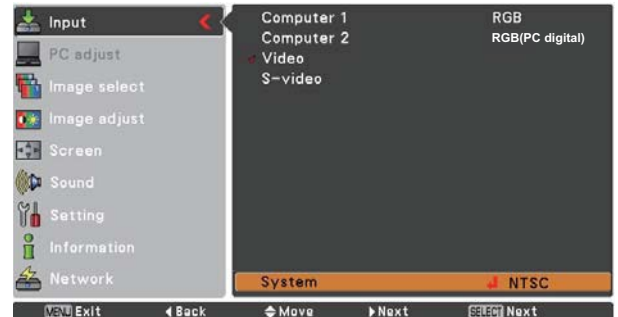 Input
PC adjust
Image select
Image adjust
Screen
Sound
Setting
Information
Network
Computer 1 RGB
Computer 2 RGB(PC digital)
Video
S-video
System NTSC
MENU Exit Back Move Next SELECT Next